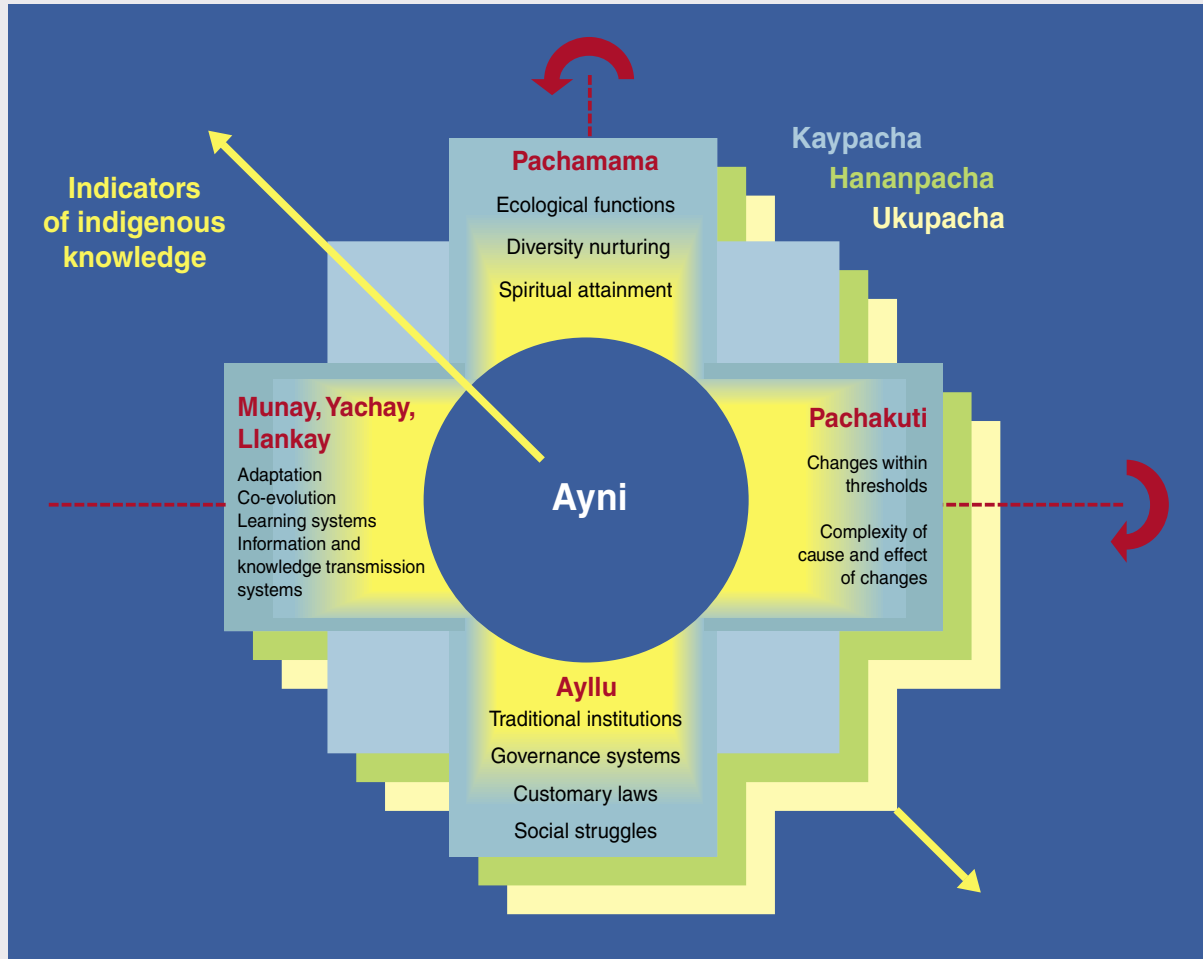 Pachamama
Ecological functions
Diversity nurturing
Spiritual attainment
Kaypacha
Hananpacha
Ukupacha
Indicators
of indigenous
knowledge
Munay, Yachay,
Llankay
Adaptation
Co-evolution
Learning systems
Information and
knowledge transmission
systems
Ayni
Pachakuti
Changes within
thresholds
Complexity of
cause and effect
of changes
Ayllu
Traditional institutions
Governance systems
Customary laws
Social struggles